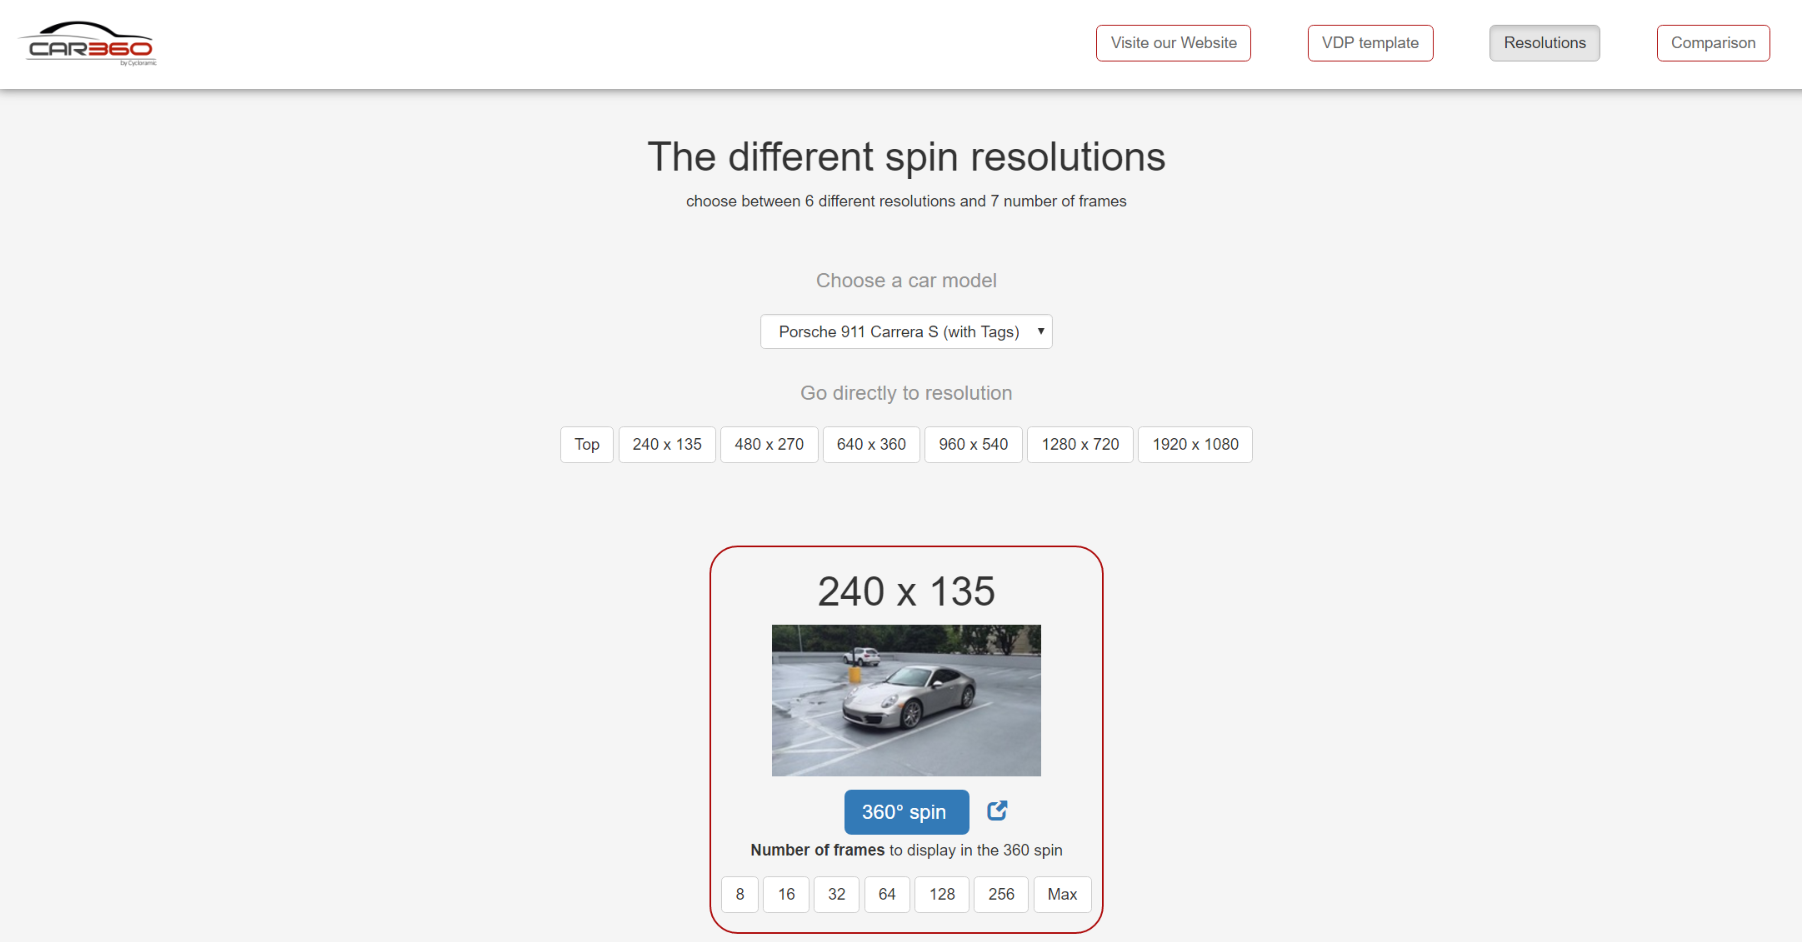 CAR360
by Cycloramic
Visite our Website
VDP template
Resolutions
Comparison
The different spin resolutions
choose between 6 different resolutions and 7 number of frames
Choose a car model
Porsche 911 Carrera S (with Tags)
Go directly to resolution
Top
240 x 135
480 x 270
640 x 360
960 x 540
1280 x 720
1920 x 1080
240 x 135
360° spin
Number of frames to display in the 360 spin
8
16
32
64
128
256
Max